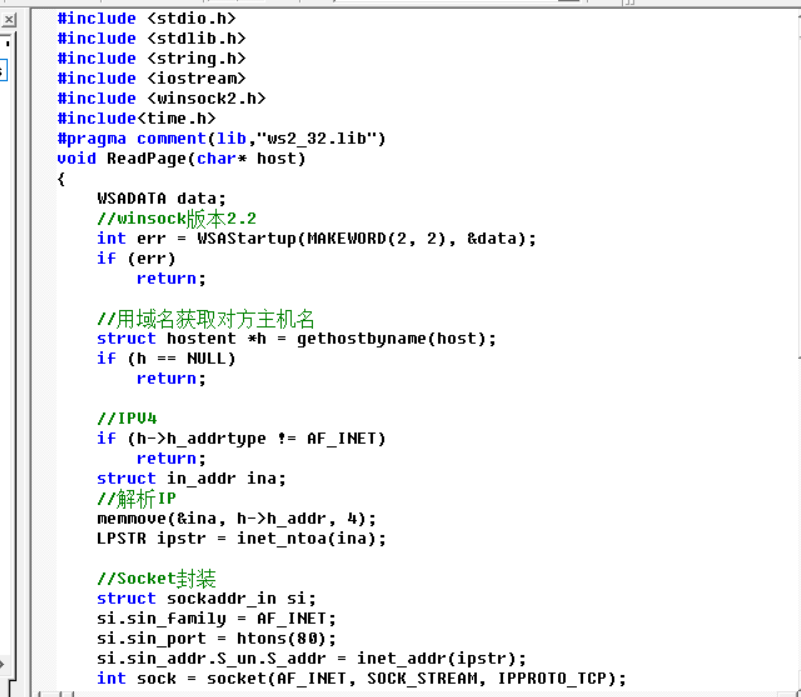 #include <stdio.h>
#include <stdlib.h>
#include <string.h>
#include <iostream>
#include <winsock2.h>
#include<time.h>
#pragma comment(lib,"ws2_32.lib")
void ReadPage(char* host)
{
    WSADATA data;
    //winsock版本2.2
    int err = WSAStartup(MAKEWORD(2, 2), &data);
    if (err)
        return;

    //用域名获取对方主机名
    struct hostent *h = gethostbyname(host);
    if (h == NULL)
        return;

    //IPV4
    if (h->h_addrtype != AF_INET)
        return;
    struct in_addr ina;
    //解析IP
    memmove(&ina, h->h_addr, 4);
    LPSTR ipstr = inet_ntoa(ina);

    //Socket封装
    struct sockaddr_in si;
    si.sin_family = AF_INET;
    si.sin_port = htons(80);
    si.sin_addr.S_un.S_addr = inet_addr(ipstr);
    int sock = socket(AF_INET, SOCK_STREAM, IPPROTO_TCP);